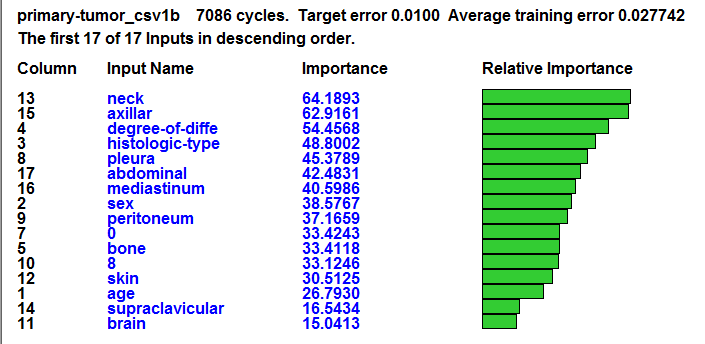 primary-tumor_csv1b 7086 cycles. Target error 0.0100 Average training error 0.027742
The first 17 of 17 Inputs in descending order.
Column Input Name Importance Relative Importance
13 neck 64.1893
15 axillar 62.9161
4 degree-of-diffe 54.4568
3 histologic-type 48.8002
8 pleura 45.3789
17 abdominal 42.4831
16 mediastinum 40.5986
2 sex 38.5767
9 peritoneum 37.1659
7 0 33.4243
5 bone 33.4118
10 8 33.1246
12 skin 30.5125
1 age 26.7930
14 supraclavicular 16.5434
11 brain 15.0413